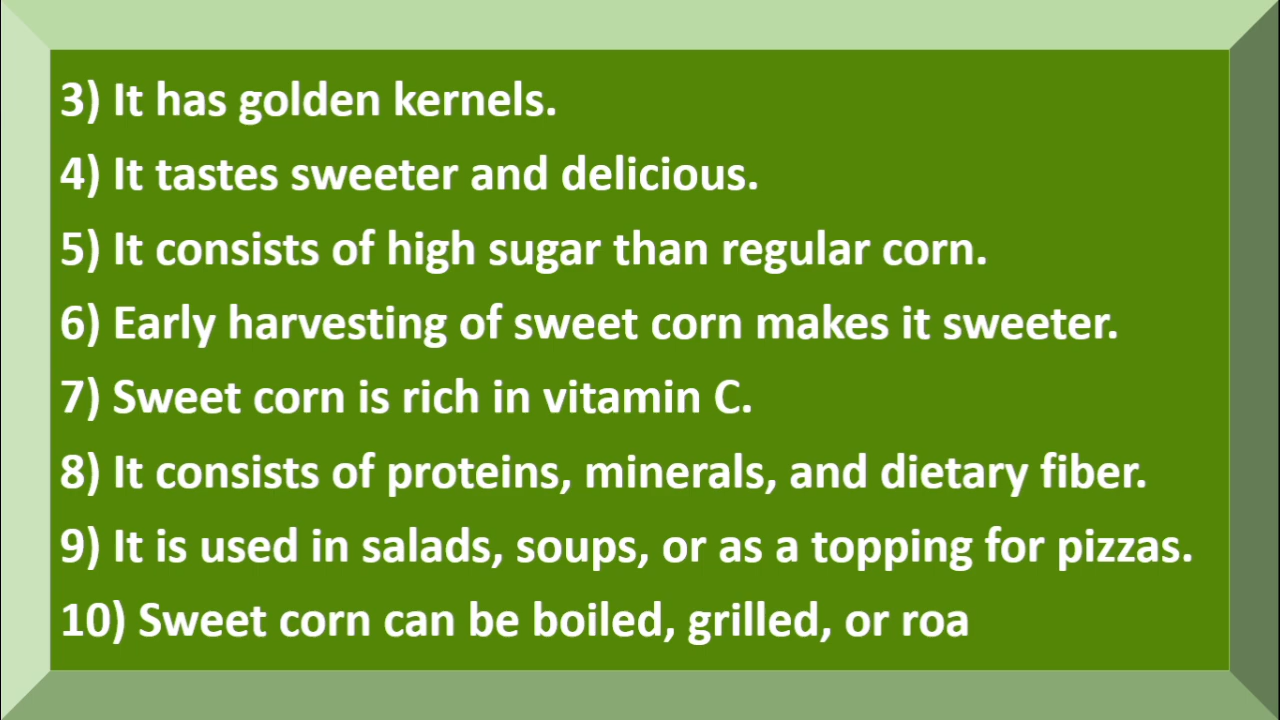 3) It has golden kernels.
4) It tastes sweeter and delicious.
5) It consists of high sugar than regular corn.
6) Early harvesting of sweet corn makes it sweeter.
7) Sweet corn is rich in vitamin C.
8) It consists of proteins, minerals, and dietary fiber.
9) It is used in salads, soups, or as a topping for pizzas.
10) Sweet corn can be boiled, grilled, or roa